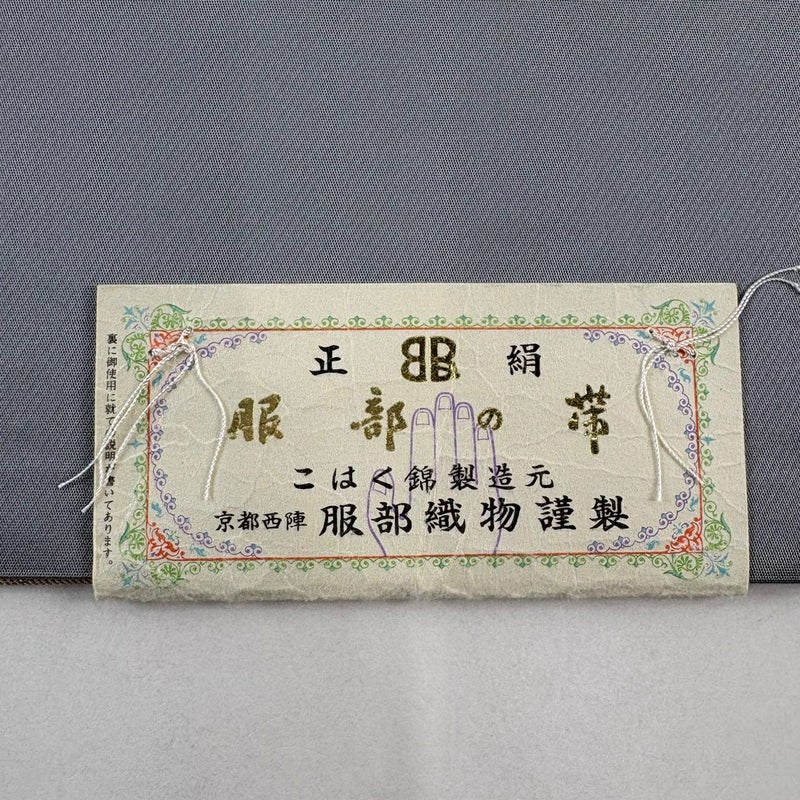 正 絹
服部の帯
こはく錦製造元
京都西陣 服部織物謹製
裏に御使用に就て説明が書いてあります。